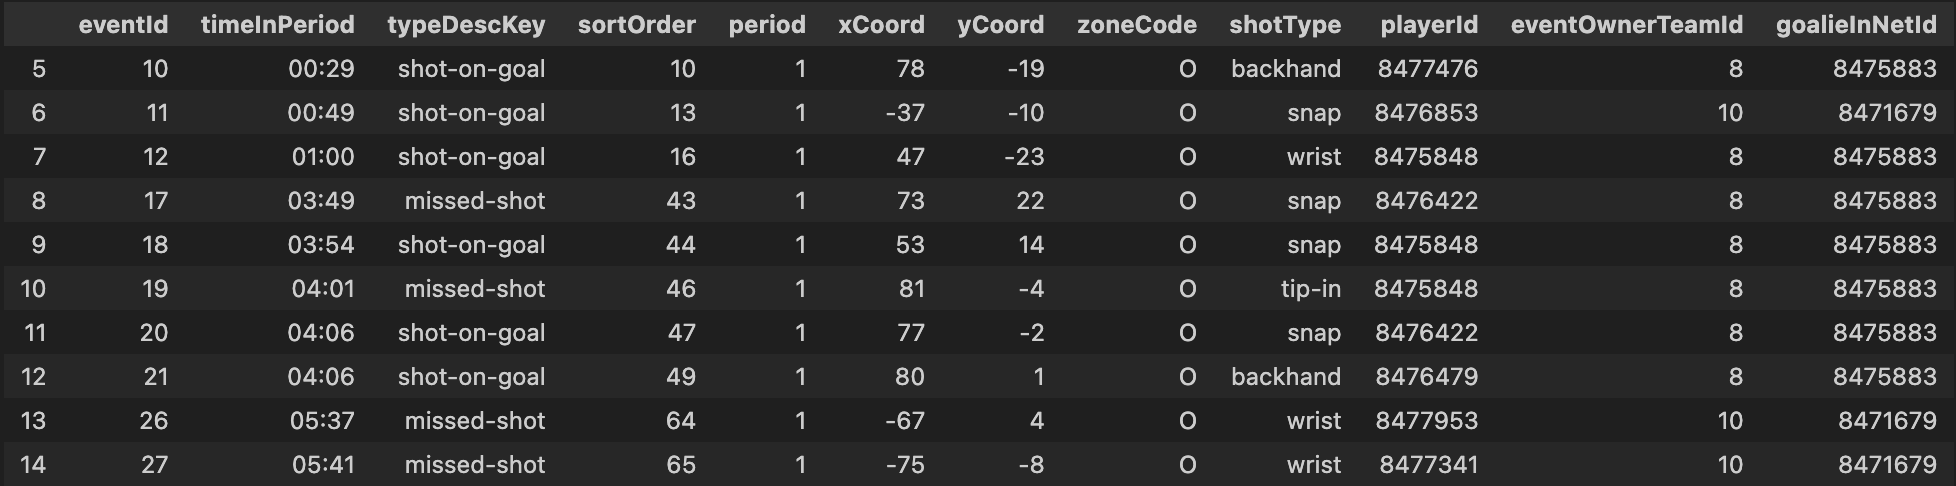 eventId timeInPeriod typeDescKey sortOrder period xCoord yCoord zoneCode shotType playerId eventOwnerTeamId goalieInNetId
5 10 00:29 shot-on-goal 10 1 78 -19 O backhand 8477476 8 8475883
6 11 00:49 shot-on-goal 13 1 -37 -10 O snap 8476853 10 8471679
7 12 01:00 shot-on-goal 16 1 47 -23 O wrist 8475848 8 8475883
8 17 03:49 missed-shot 43 1 73 22 O snap 8476422 8 8475883
9 18 03:54 shot-on-goal 44 1 53 14 O snap 8475848 8 8475883
10 19 04:01 missed-shot 46 1 81 -4 O tip-in 8475848 8 8475883
11 20 04:06 shot-on-goal 47 1 77 -2 O snap 8476422 8 8475883
12 21 04:06 shot-on-goal 49 1 80 1 O backhand 8476479 8 8475883
13 26 05:37 missed-shot 64 1 -67 4 O wrist 8477953 10 8471679
14 27 05:41 missed-shot 65 1 -75 -8 O wrist 8477341 10 8471679